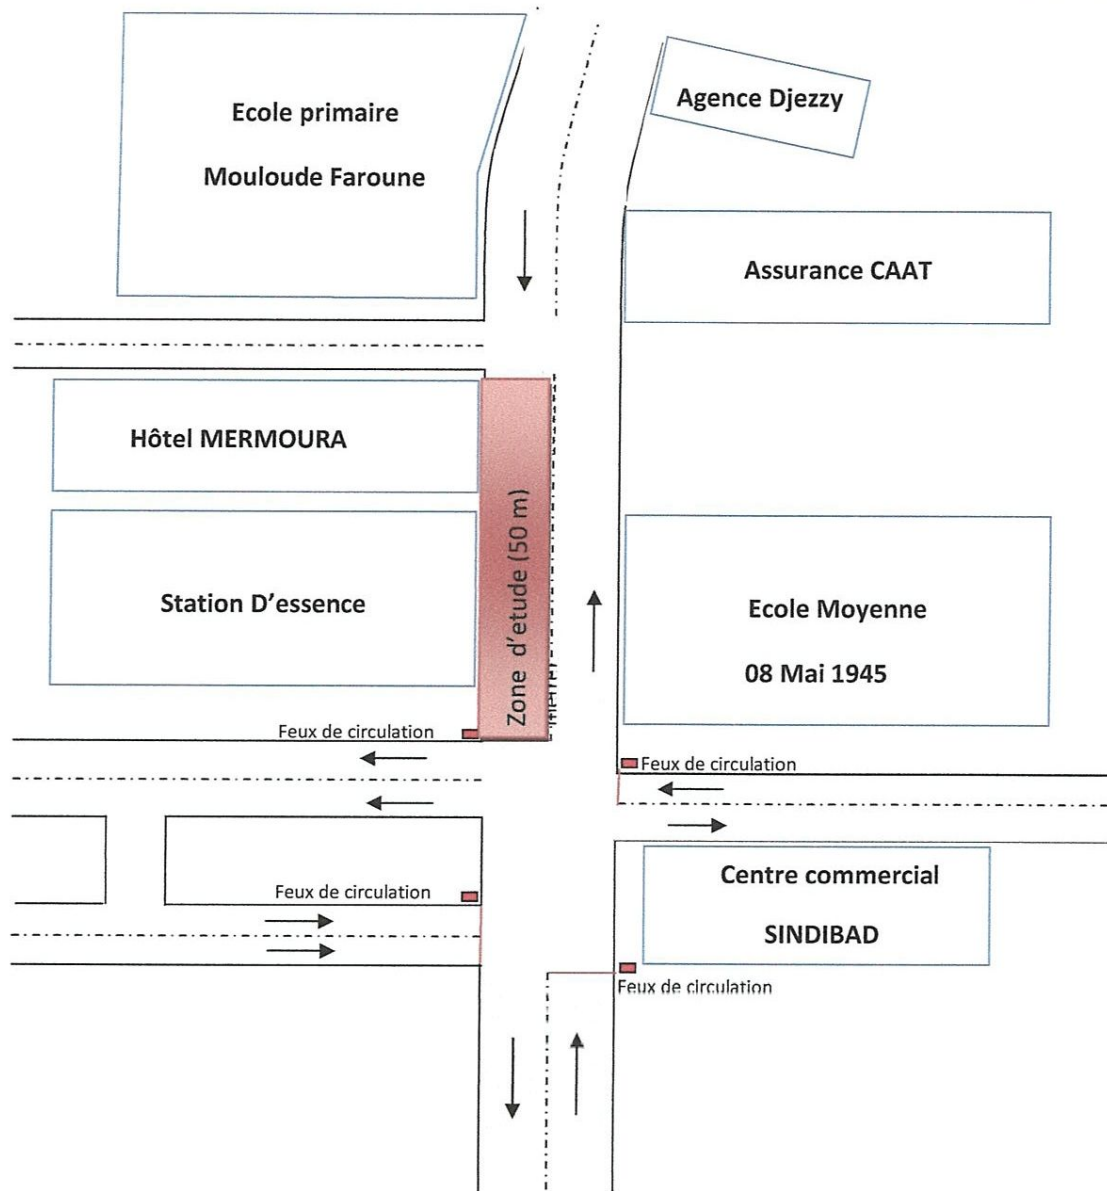 Ecole primaire
Mouloude Faroune
Agence Djezzy
Assurance CAAT
Hôtel MERMOURA
Station D'essence
Zone d'etude (50 m)
Ecole Moyenne
08 Mai 1945
Feux de circulation
Feux de circulation
Feux de circulation
Centre commercial
SINDIBAD
Feux de circulation